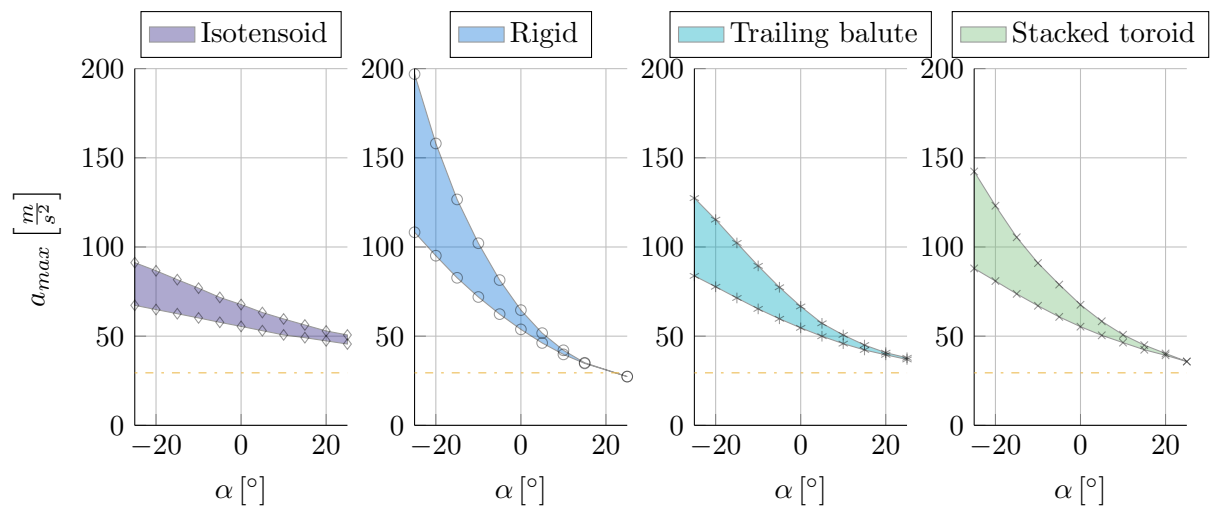 Isotensoid Rigid Trailing balute Stacked toroid
200 200 200 200
150 150 150 150
100 100 100 100
50 50 50 50
0 0 0 0
−20 0 20 −20 0 20 −20 0 20 −20 0 20
a_max [m/s²]
α [°] α [°] α [°] α [°]